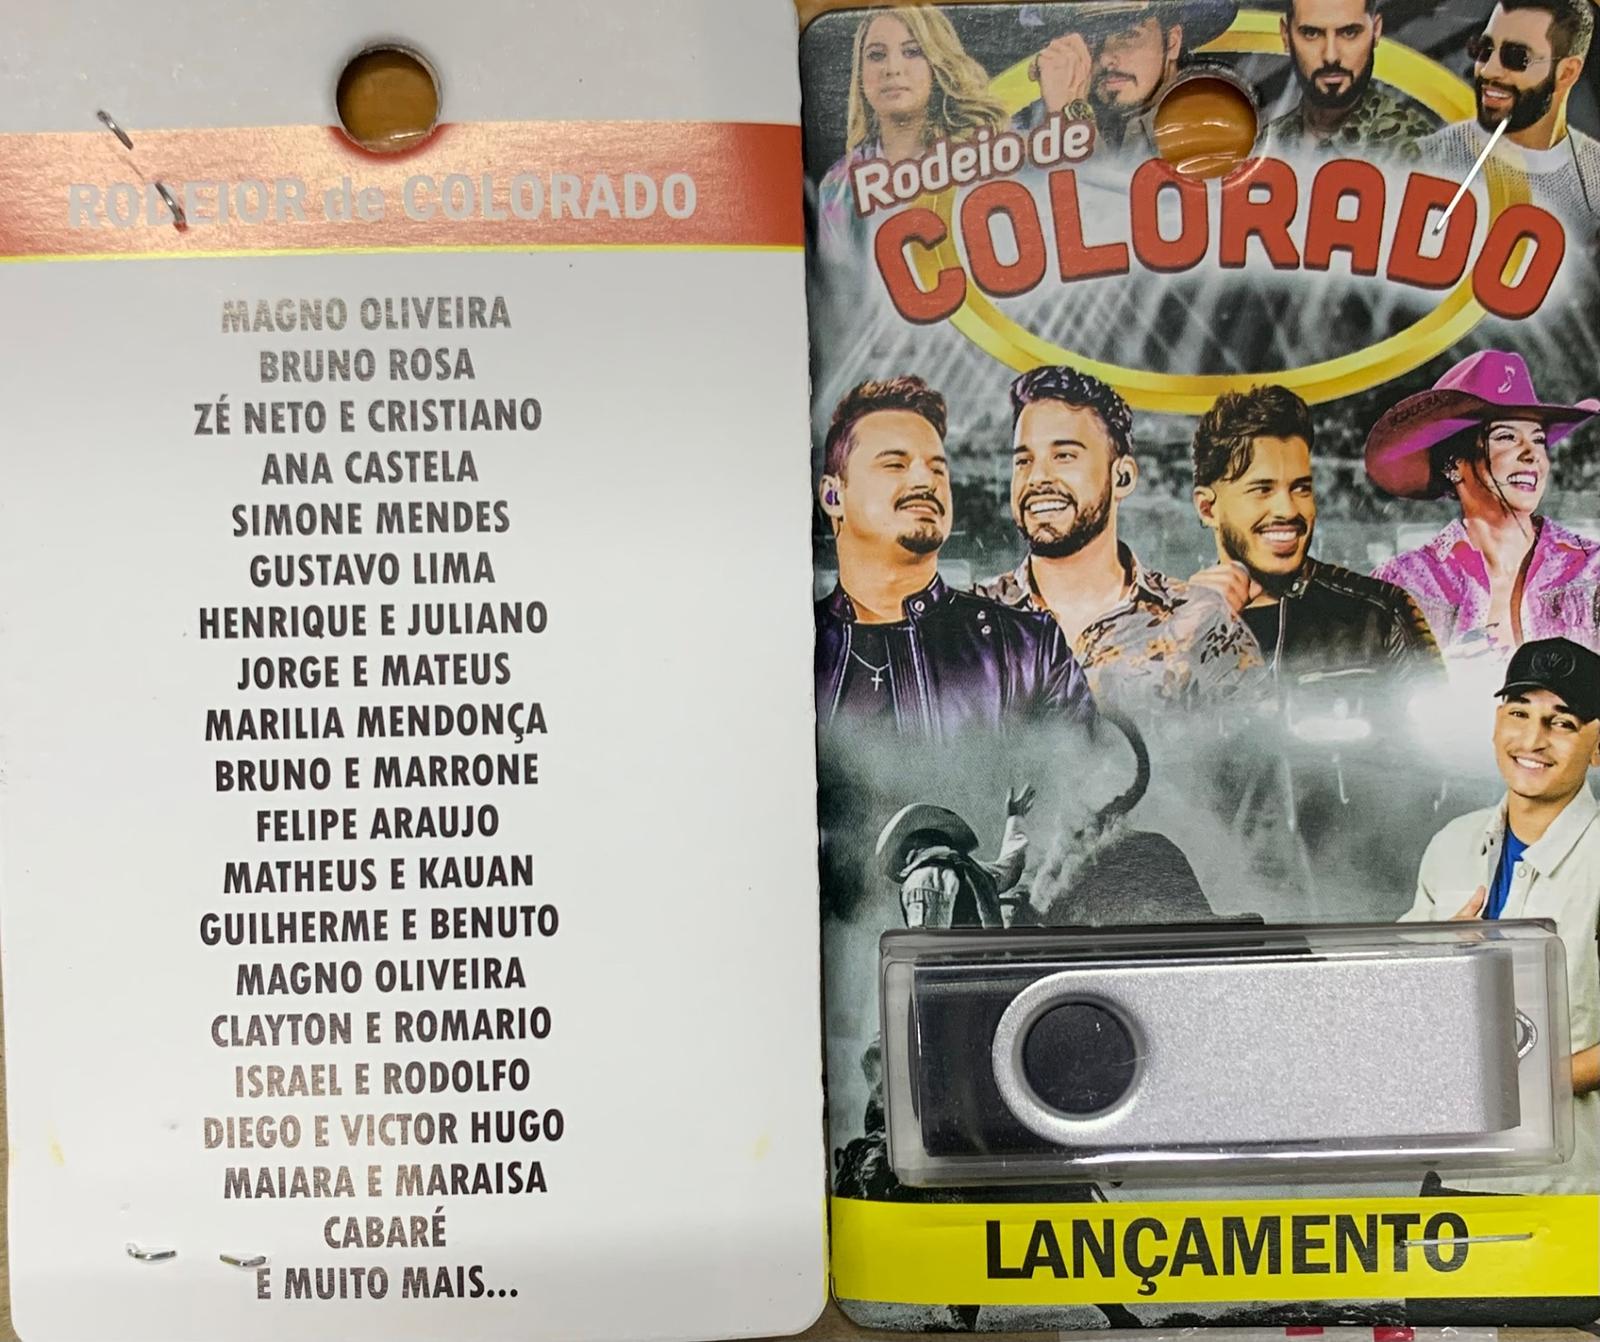 RODEIOR de COLORADO
MAGNO OLIVEIRA
BRUNO ROSA
ZÉ NETO E CRISTIANO
ANA CASTELA
SIMONE MENDES
GUSTAVO LIMA
HENRIQUE E JULIANO
JORGE E MATEUS
MARILIA MENDONÇA
BRUNO E MARRONE
FELIPE ARAUJO
MATHEUS E KAUAN
GUILHERME E BENUTO
MAGNO OLIVEIRA
CLAYTON E ROMARIO
ISRAEL E RODOLFO
DIEGO E VICTOR HUGO
MAIARA E MARAISA
CABARÉ
E MUITO MAIS...
Rodeio de
COLORADO
LANÇAMENTO